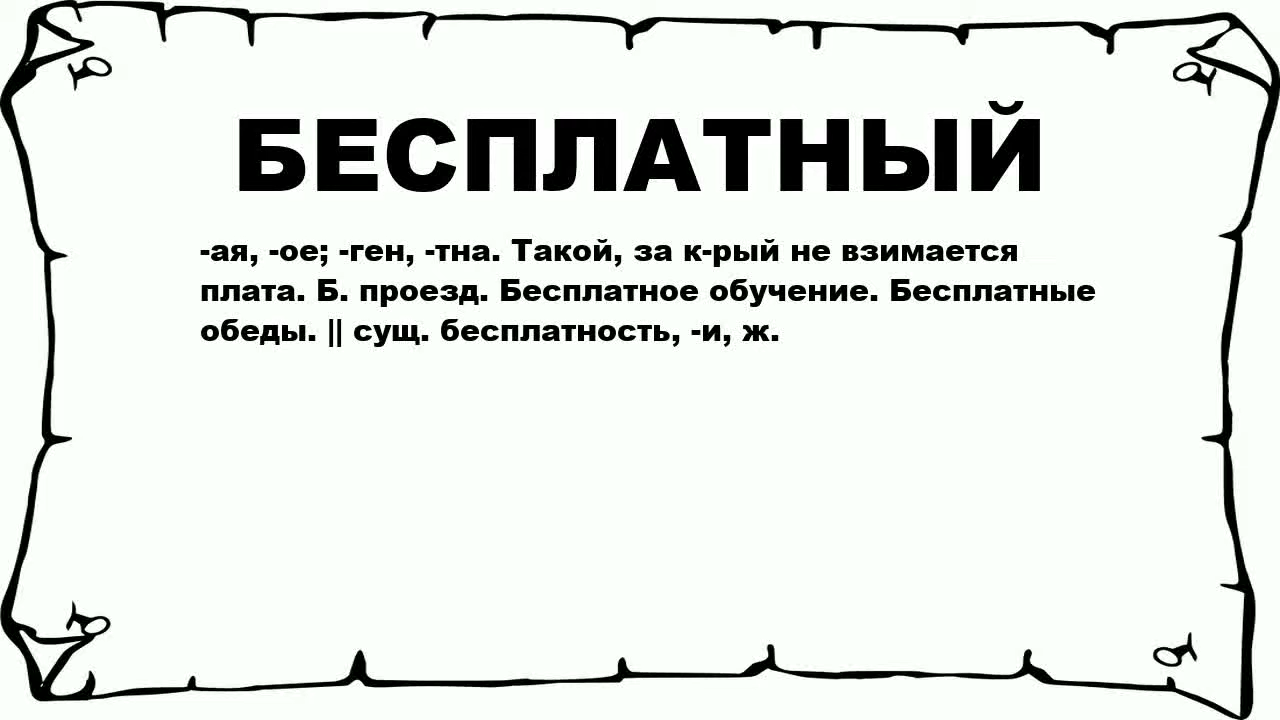 БЕСПЛАТНЫЙ
-ая, -ое; -ген, -тна. Такой, за к-рый не взимается
плата. Б. проезд. Бесплатное обучение. Бесплатные
обеды. || сущ. бесплатность, -и, ж.